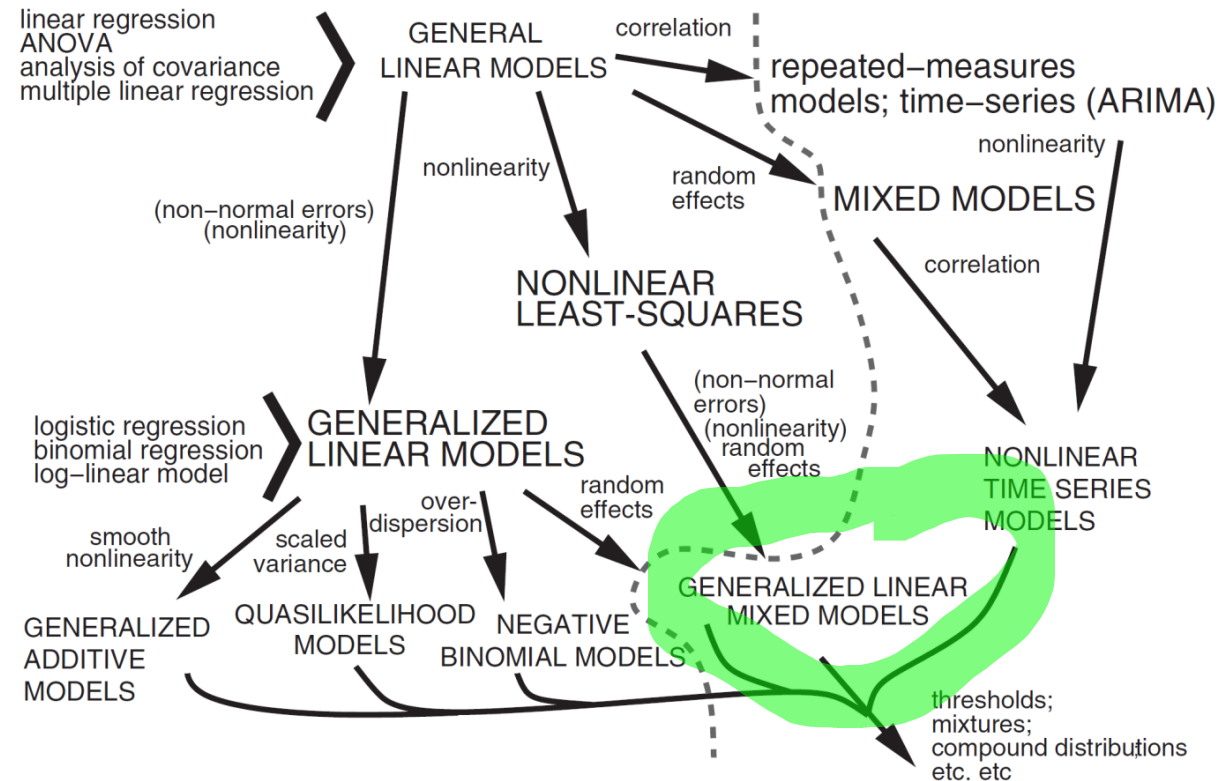 linear regression
ANOVA
analysis of covariance
multiple linear regression
GENERAL
LINEAR MODELS
correlation
repeated−measures
models; time−series (ARIMA)
nonlinearity
nonlinearity
random
effects
MIXED MODELS
(non−normal errors)
(nonlinearity)
correlation
NONLINEAR
LEAST-SQUARES
(non−normal
errors)
(nonlinearity)
random
effects
logistic regression
binomial regression
log−linear model
GENERALIZED
LINEAR MODELS
NONLINEAR
TIME SERIES
MODELS
smooth
nonlinearity
scaled
variance
over-
dispersion
random
effects
GENERALIZED
ADDITIVE
MODELS
QUASILIKELIHOOD
MODELS
NEGATIVE
BINOMIAL MODELS
GENERALIZED LINEAR
MIXED MODELS
thresholds;
mixtures;
compound distributions;
etc. etc